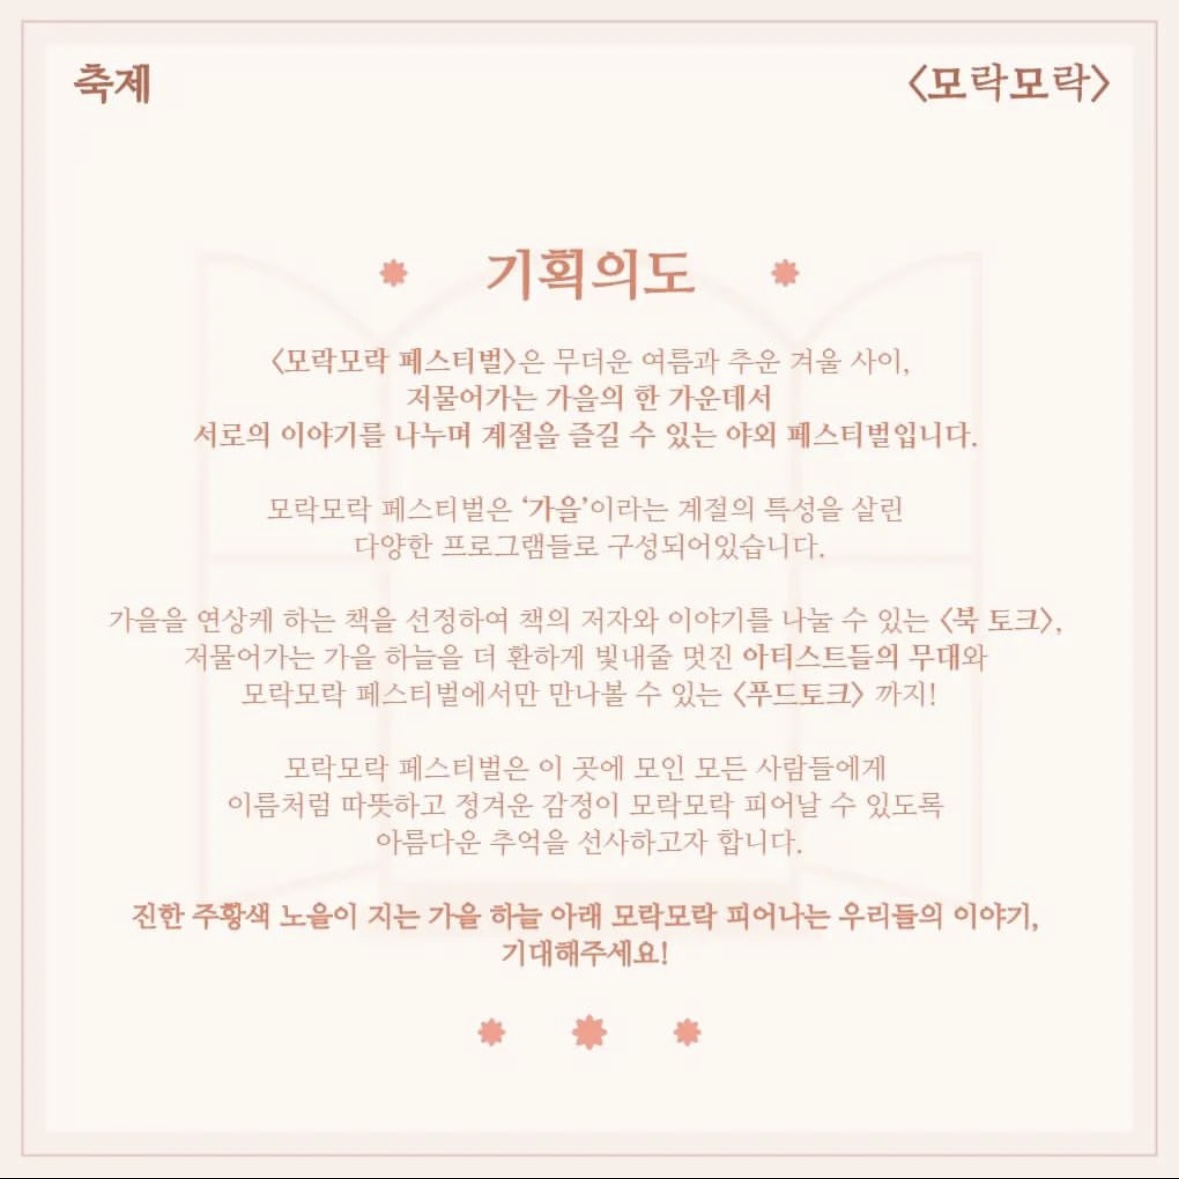 축제
〈모락모락〉
기획의도
〈모락모락 페스티벌〉은 무더운 여름과 추운 겨울 사이,
저물어가는 가을의 한 가운데서
서로의 이야기를 나누며 계절을 즐길 수 있는 야외 페스티벌입니다.
모락모락 페스티벌은 ‘가을’이라는 계절의 특성을 살린
다양한 프로그램들로 구성되어있습니다.
가을을 연상케 하는 책을 선정하여 책의 저자와 이야기를 나눌 수 있는 〈북 토크〉,
저물어가는 가을 하늘을 더 환하게 빛내줄 멋진 아티스트들의 무대와
모락모락 페스티벌에서만 만나볼 수 있는 〈푸드토크〉 까지!
모락모락 페스티벌은 이 곳에 모인 모든 사람들에게
이름처럼 따뜻하고 정겨운 감정이 모락모락 피어날 수 있도록
아름다운 추억을 선사하고자 합니다.
진한 주황색 노을이 지는 가을 하늘 아래 모락모락 피어나는 우리들의 이야기,
기대해주세요!